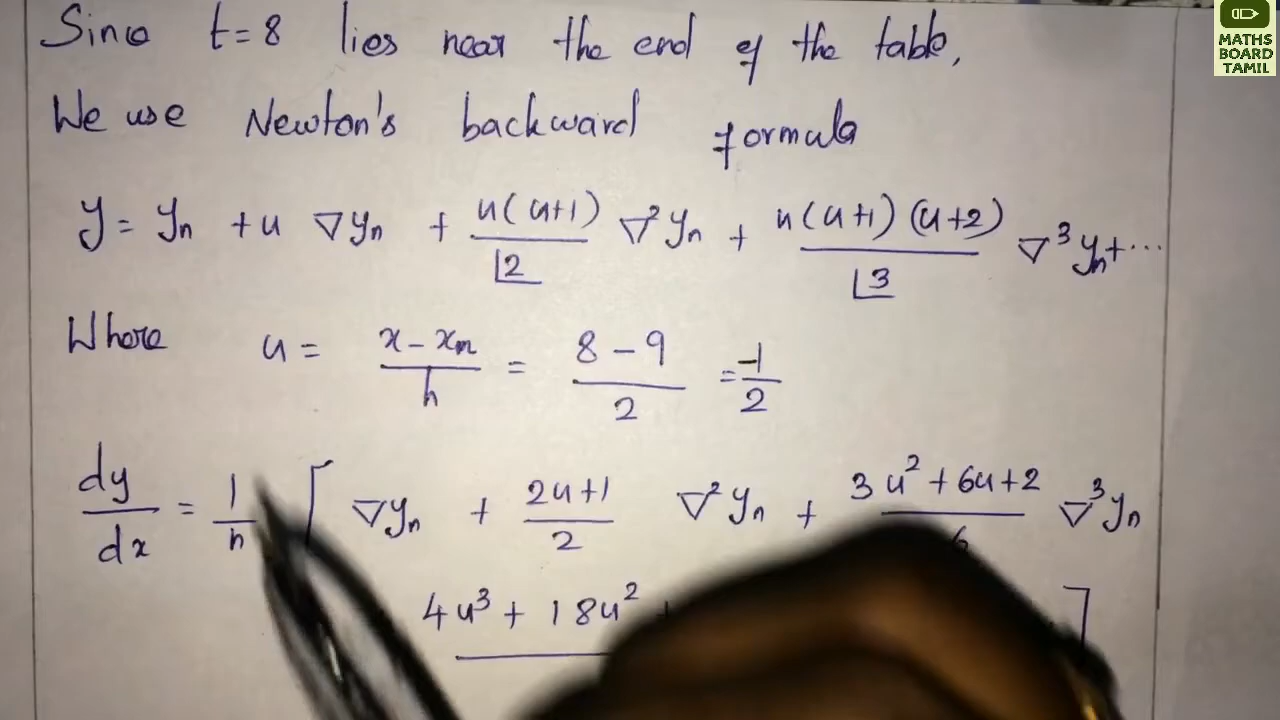 Since t=8 lies near the end of the table,
We use Newton's backward formula
y = yn + u ∇yn + u(u+1)/⌊2 ∇²yn + u(u+1)(u+2)/⌊3 ∇³yn + ...
Where u = x - xn/h = 8 - 9/2 = -1/2
dy/dx = 1/h [ ∇yn + 2u+1/2 ∇²yn + 3u²+6u+2/6 ∇³yn
4u³ + 18u² ]
MATHS
BOARD
TAMIL